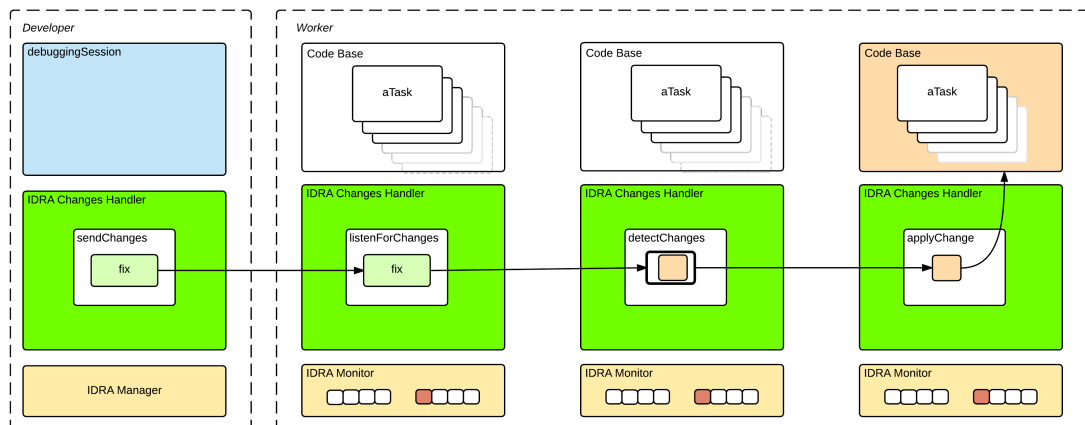 Developer
debuggingSession
IDRA Changes Handler
sendChanges
fix
IDRA Manager
Worker
Code Base
aTask
IDRA Changes Handler
listenForChanges
fix
IDRA Monitor
Code Base
aTask
IDRA Changes Handler
detectChanges
IDRA Monitor
Code Base
aTask
IDRA Changes Handler
applyChange
IDRA Monitor